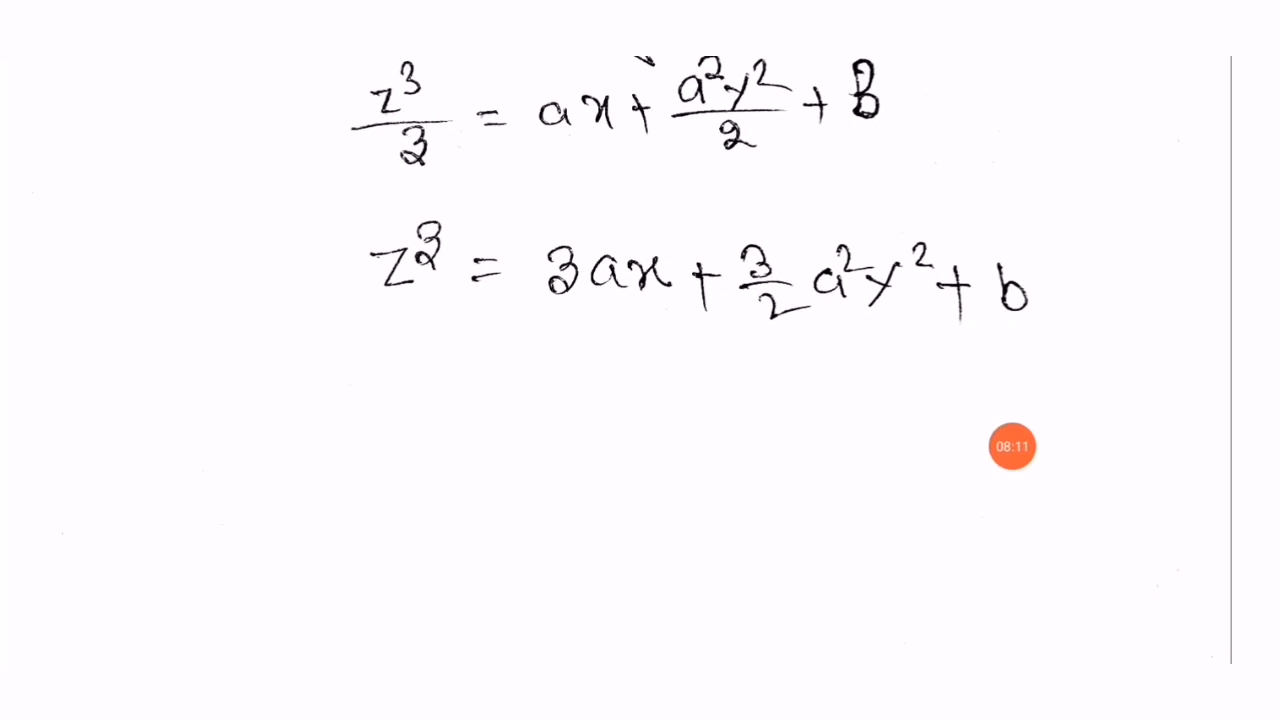 z³/3 = ax + a²y²/2 + B
z³ = 3ax + 3/2 a²y² + b
08:11